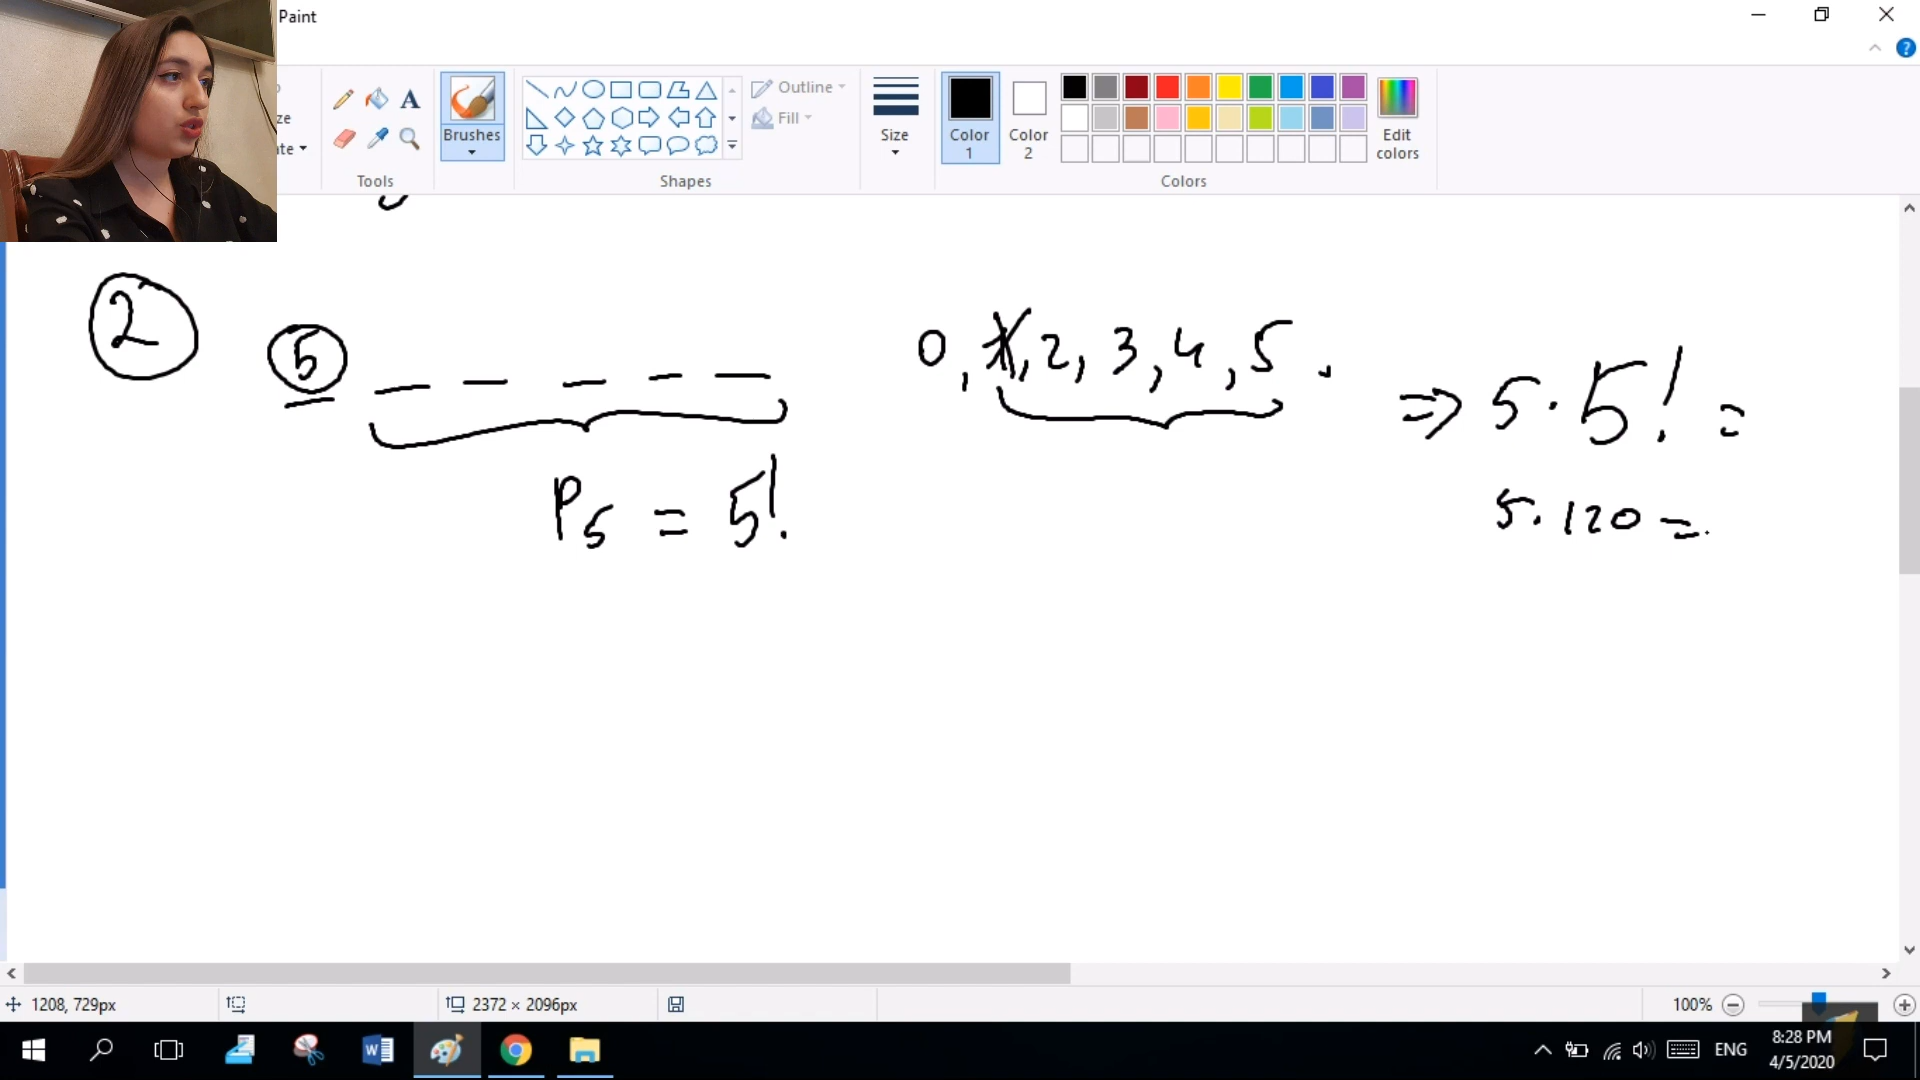 Paint
ze
ate
Tools
Brushes
Outline
Fill
Shapes
Size
Color 1
Color 2
Edit colors
Colors
2
5 _ _ _ _ _
0, 1, 2, 3, 4, 5.
=> 5 · 5! =
P5 = 5!
5 · 120 =
1208, 729px
2372 × 2096px
100%
ENG
8:28 PM
4/5/2020